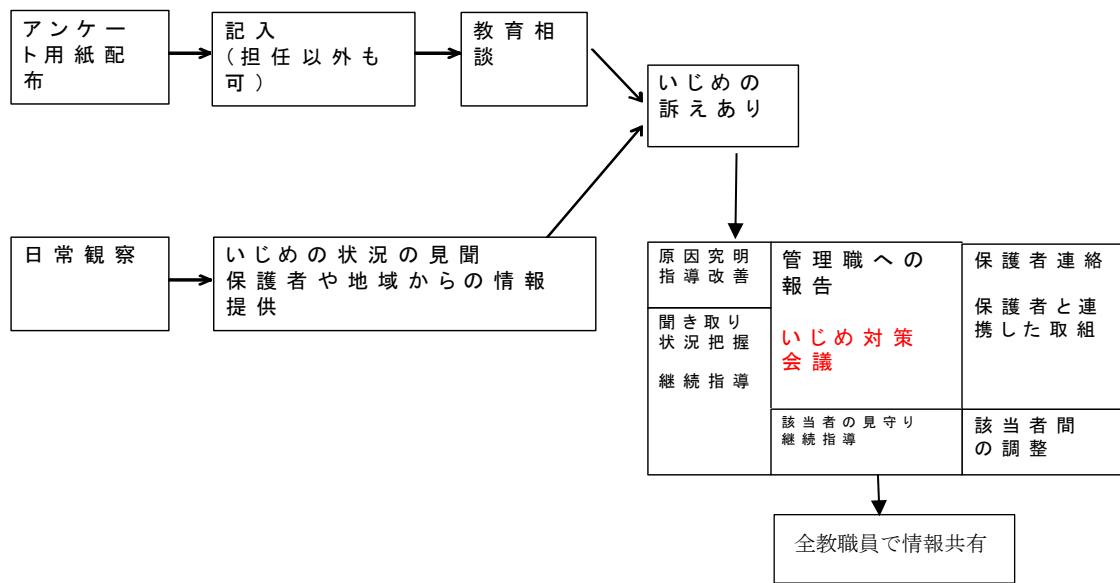 アンケー
ト用紙配
布
記入
(担任以外も
可)
教育相
談
いじめの
訴えあり
日常観察
いじめの状況の見聞
保護者や地域からの情報
提供
原因究明
指導改善
聞き取り
状況把握
継続指導
管理職への
報告
いじめ対策
会議
該当者の見守り
継続指導
保護者連絡
保護者と連
携した取組
該当者間
の調整
全教職員で情報共有